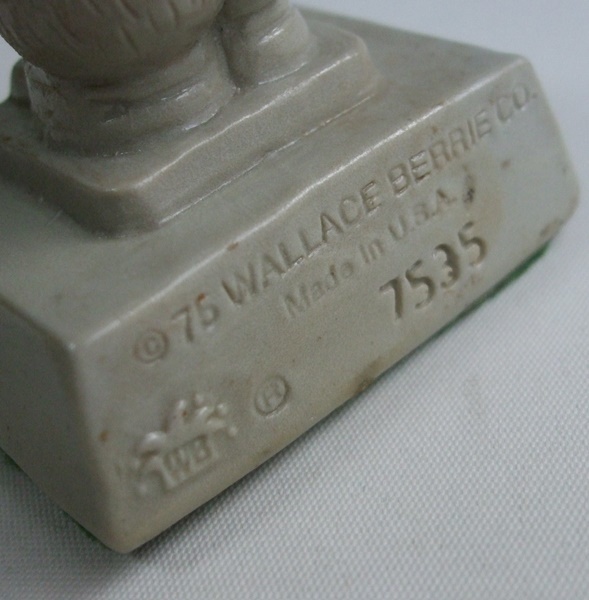 © 75 WALLACE BERRIE CO.
Made In U.S.A.
7535
WB ®